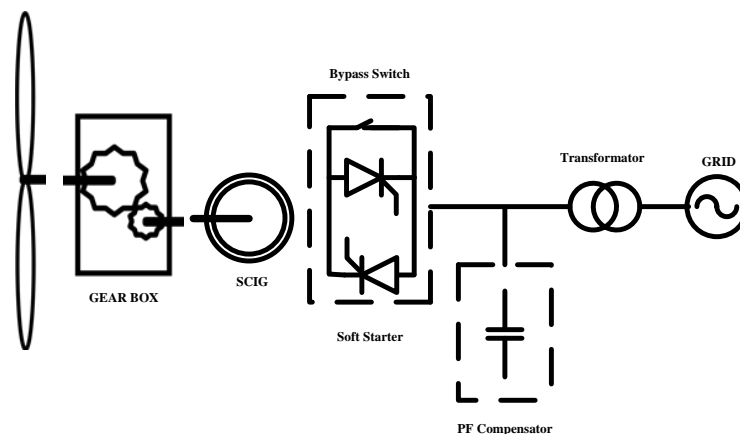 Bypass Switch
Transformator
GRID
SCIG
GEAR BOX
Soft Starter
PF Compensator